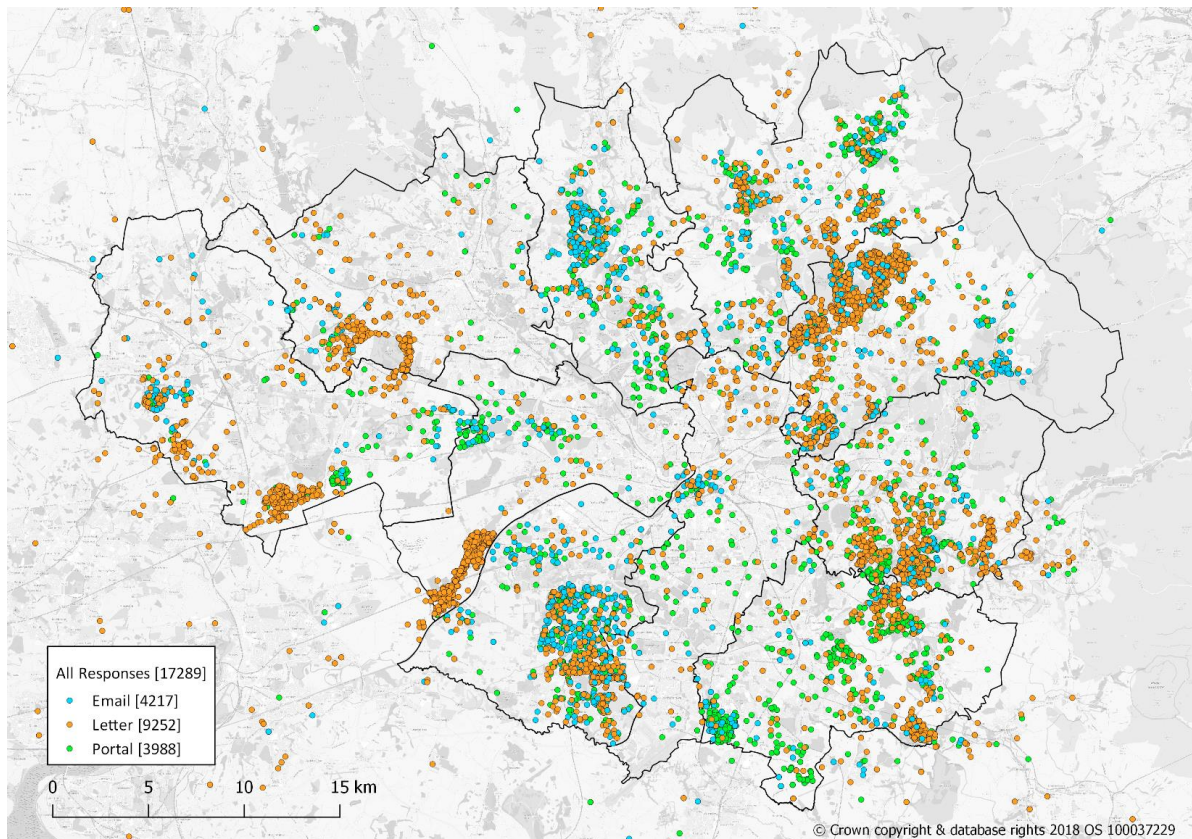 All Responses [17289]
Email [4217]
Letter [9252]
Portal [3988]
0 5 10 15 km
© Crown copyright & database rights 2018 OS 100037229